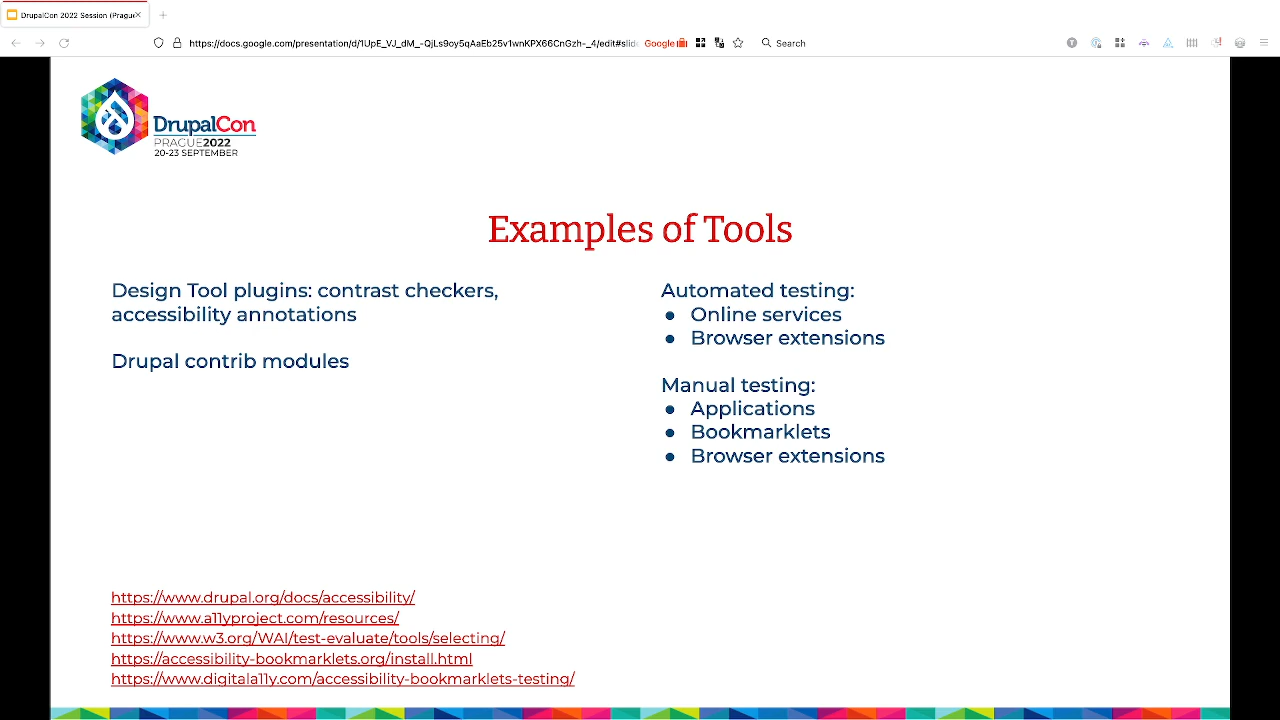 DrupalCon 2022 Session (Pragu
https://docs.google.com/presentation/d/1UpE_VJ_dM_-QjLs9oy5qAaEb25v1wnKPX66CnGzh-_4/edit#slid
Google
Search
DrupalCon
PRAGUE2022
20-23 SEPTEMBER
Examples of Tools
Design Tool plugins: contrast checkers,
accessibility annotations
Drupal contrib modules
Automated testing:
● Online services
● Browser extensions
Manual testing:
● Applications
● Bookmarklets
● Browser extensions
https://www.drupal.org/docs/accessibility/
https://www.a11yproject.com/resources/
https://www.w3.org/WAI/test-evaluate/tools/selecting/
https://accessibility-bookmarklets.org/install.html
https://www.digitala11y.com/accessibility-bookmarklets-testing/